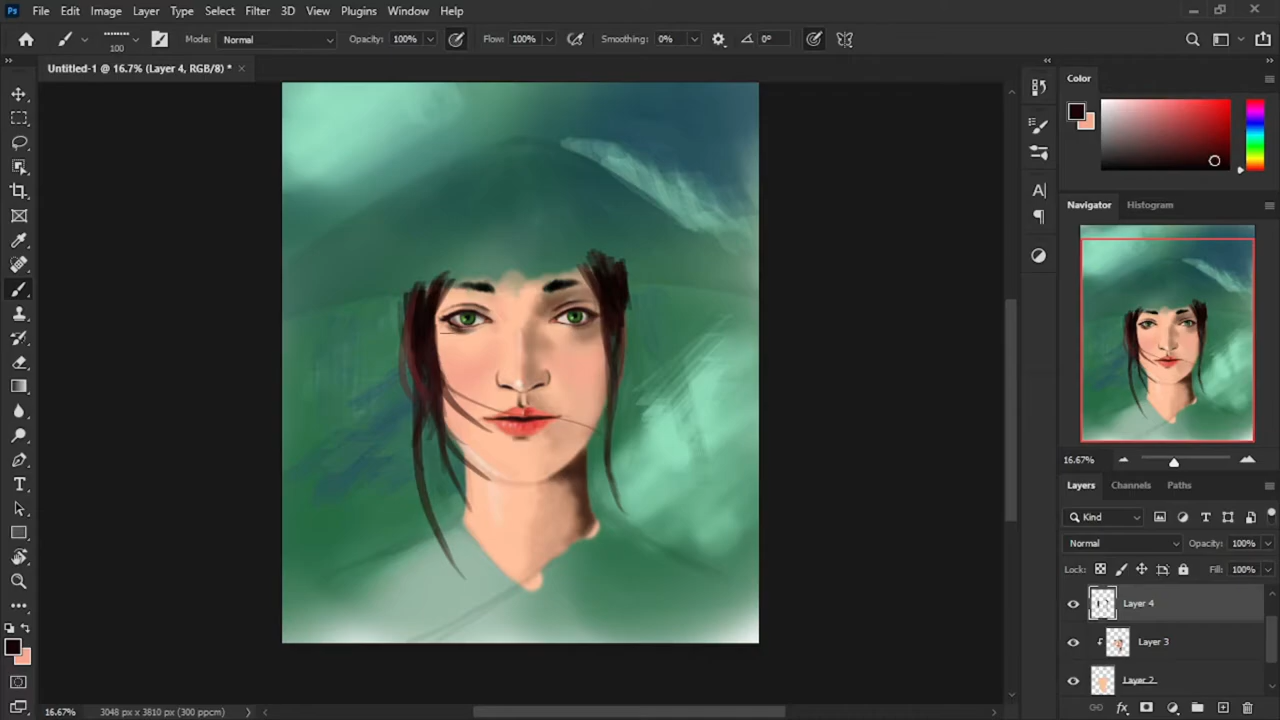 Ps File Edit Image Layer Type Select Filter 3D View Plugins Window Help
100 Mode: Normal Opacity: 100% Flow: 100% Smoothing: 0% 0°
Untitled-1 @ 16.7% (Layer 4, RGB/8) * ×
Color
Navigator Histogram
16.67%
Layers Channels Paths
Kind
Normal Opacity: 100%
Lock: Fill: 100%
Layer 4
Layer 3
Layer 2
fx
16.67% 3048 px x 3810 px (300 ppcm)